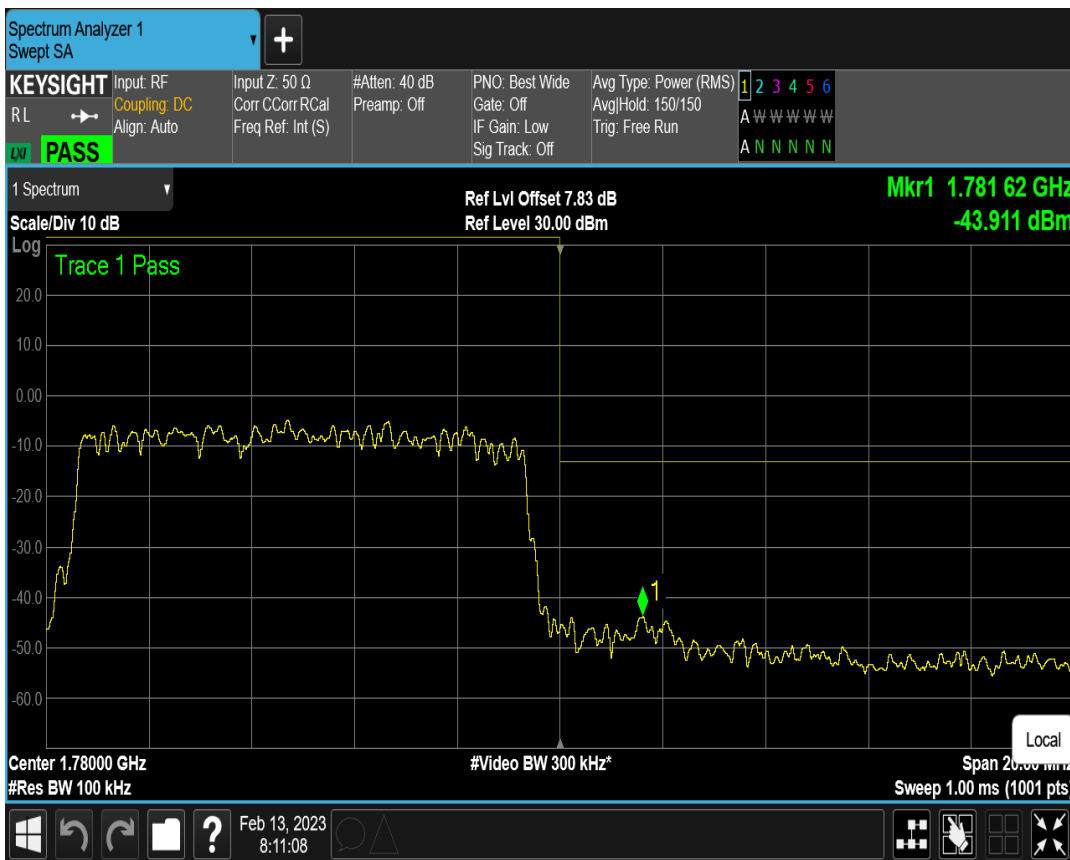 Spectrum Analyzer 1
Swept SA
KEYSIGHT
RL
LXI PASS
Input: RF
Coupling: DC
Align: Auto
Input Z: 50 Ω
Corr CCorr RCal
Freq Ref: Int (S)
#Atten: 40 dB
Preamp: Off
PNO: Best Wide
Gate: Off
IF Gain: Low
Sig Track: Off
Avg Type: Power (RMS)
Avg|Hold: 150/150
Trig: Free Run
1 2 3 4 5 6
A W W W W W
A N N N N N
1 Spectrum
Scale/Div 10 dB
Ref Lvl Offset 7.83 dB
Ref Level 30.00 dBm
Mkr1 1.781 62 GHz
-43.911 dBm
Log
Trace 1 Pass
20.0
10.0
0.00
-10.0
-20.0
-30.0
-40.0
-50.0
-60.0
1
Local
Center 1.78000 GHz
#Res BW 100 kHz
#Video BW 300 kHz*
Span 20.00 MHz
Sweep 1.00 ms (1001 pts)
?
Feb 13, 2023
8:11:08